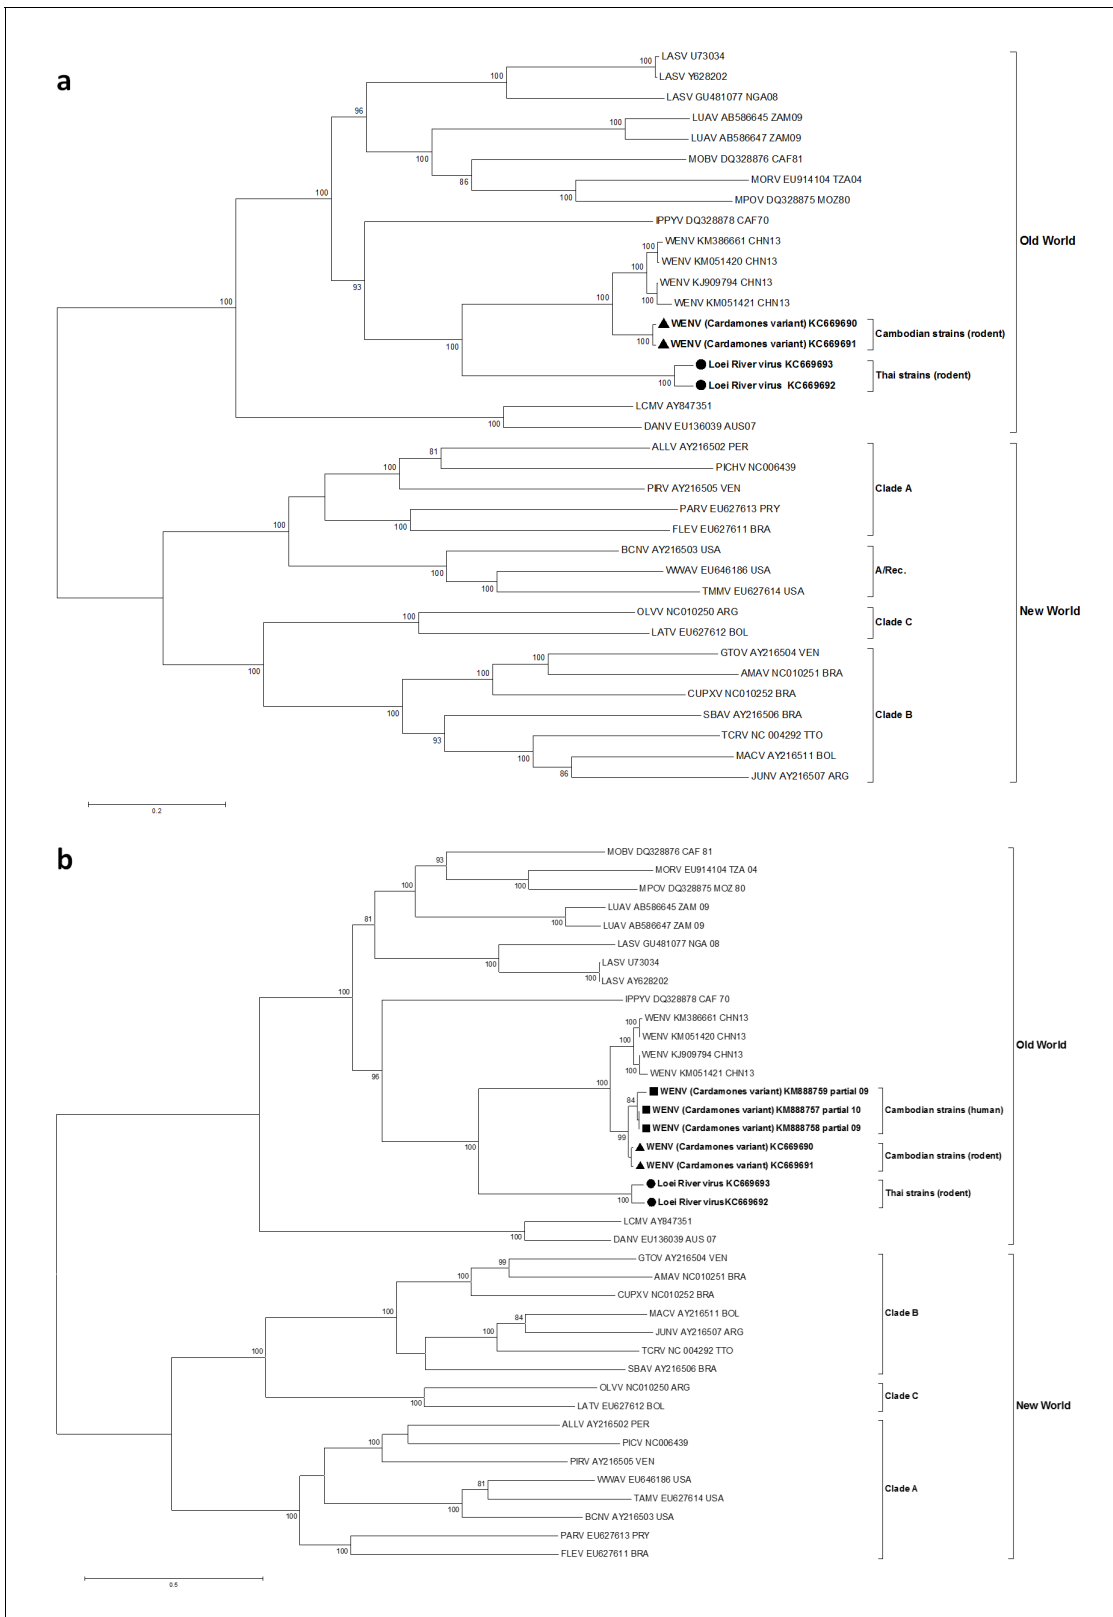 a
LASV U73034
100
LASV Y628202
100
LASV GU481077 NGA08
96
LUAV AB586645 ZAM09
100
LUAV AB586647 ZAM09
100
MOBV DQ328876 CAF81
86
MORV EU914104 TZA04
100
MPOV DQ328875 MOZ80
100
IPPYV DQ328878 CAF70
Old World
WENV KM386661 CHN13
100
WENV KM051420 CHN13
100
WENV KJ909794 CHN13
93
100
WENV KM051421 CHN13
100
100
WENV (Cardamones variant) KC669690
Cambodian strains (rodent)
100
WENV (Cardamones variant) KC669691
100
Loei River virus KC669693
Thai strains (rodent)
100
Loei River virus KC669692
LCMV AY847351
100
DANV EU136039 AUS07
ALLV AY216502 PER
81
PICHV NC006439
100
PIRV AY216505 VEN
Clade A
PARV EU627613 PRY
100
FLEV EU627611 BRA
100
BCNV AY216503 USA
100
WWAV EU646186 USA
A/Rec.
100
TMMV EU627614 USA
OLVV NC010250 ARG
100
LATV EU627612 BOL
Clade C
New World
100
GTOV AY216504 VEN
100
AMAV NC010251 BRA
100
CUPXV NC010252 BRA
100
SBAV AY216506 BRA
Clade B
93
TCRV NC 004292 TTO
100
MACV AY216511 BOL
86
JUNV AY216507 ARG
0.2
b
MOBV DQ328876 CAF 81
93
MORV EU914104 TZA 04
100
MPOV DQ328875 MOZ 80
100
LUAV AB586645 ZAM 09
81
100
LUAV AB586647 ZAM 09
LASV GU481077 NGA 08
100
LASV U73034
100
LASV AY628202
100
IPPYV DQ328878 CAF 70
WENV KM386661 CHN13
100
WENV KM051420 CHN13
100
Old World
WENV KJ909794 CHN13
100
WENV KM051421 CHN13
96
100
WENV (Cardamones variant) KM888759 partial 09
84
WENV (Cardamones variant) KM888757 partial 10
Cambodian strains (human)
WENV (Cardamones variant) KM888758 partial 09
99
WENV (Cardamones variant) KC669690
Cambodian strains (rodent)
100
WENV (Cardamones variant) KC669691
Loei River virus KC669693
Thai strains (rodent)
100
Loei River virusKC669692
LCMV AY847351
100
DANV EU136039 AUS 07
GTOV AY216504 VEN
99
AMAV NC010251 BRA
100
CUPXV NC010252 BRA
100
MACV AY216511 BOL
Clade B
84
JUNV AY216507 ARG
100
TCRV NC 004292 TTO
SBAV AY216506 BRA
100
OLVV NC010250 ARG
Clade C
100
LATV EU627612 BOL
New World
ALLV AY216502 PER
100
PICV NC006439
PIRV AY216505 VEN
WWAV EU646186 USA
81
Clade A
TAMV EU627614 USA
100
BCNV AY216503 USA
100
PARV EU627613 PRY
100
FLEV EU627611 BRA
0.5